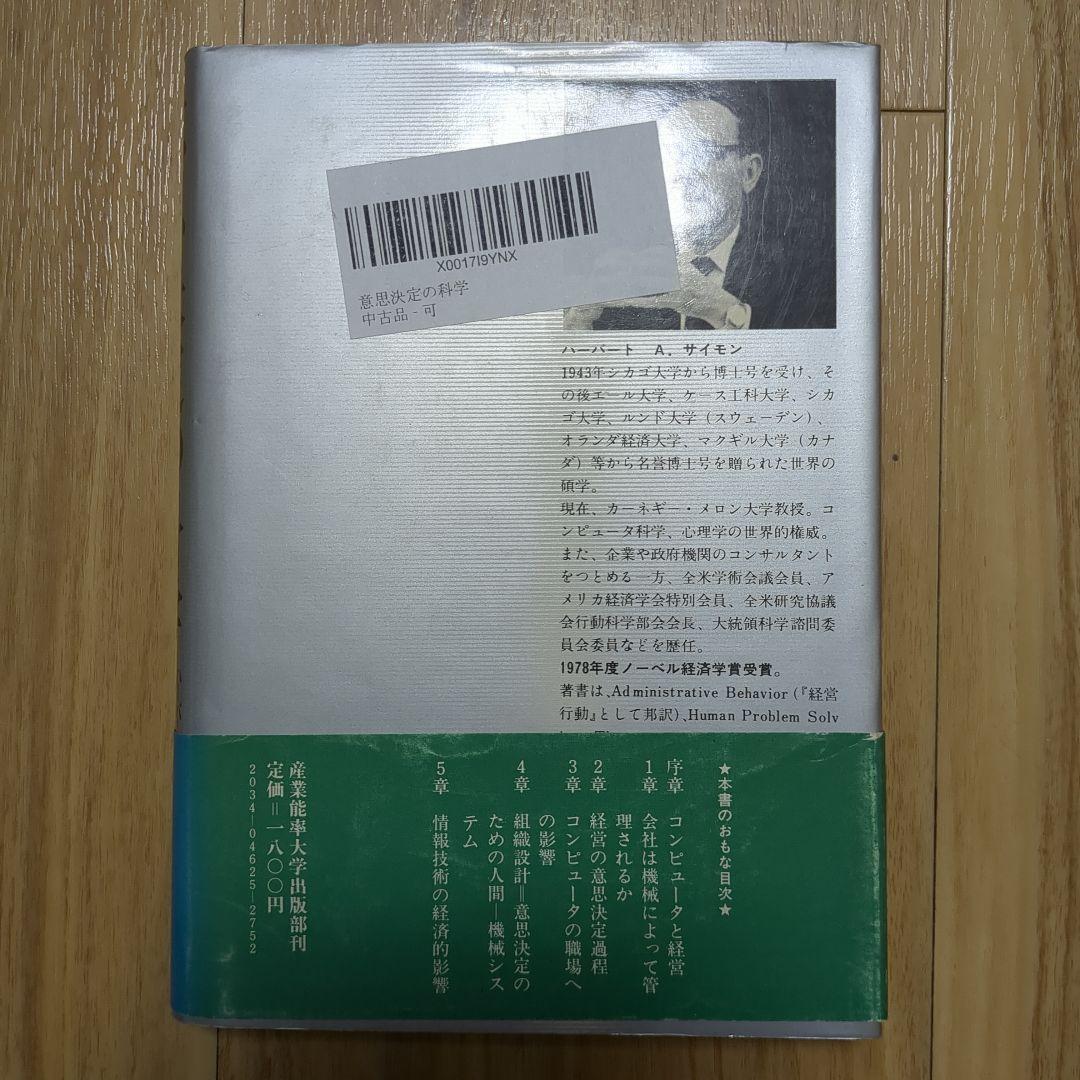 X0017I9YNX
意思決定の科学
中古品 - 可
ハーバート A. サイモン
1943年シカゴ大学から博士号を受け、そ
の後エール大学、ケース工科大学、シカ
ゴ大学、ルンド大学（スウェーデン）、
オランダ経済大学、マクギル大学（カナ
ダ）等から名誉博士号を贈られた世界の
碩学。
現在、カーネギー・メロン大学教授。コ
ンピュータ科学、心理学の世界的権威。
また、企業や政府機関のコンサルタント
をつとめる一方、全米学術会議会員、ア
メリカ経済学会特別会員、全米研究協議
会行動科学部会会長、大統領科学諮問委
員会委員などを歴任。
1978年度ノーベル経済学賞受賞。
著書は、Administrative Behavior（『経営
行動』として邦訳）、Human Problem Solv
★本書のおもな目次★
序章 コンピュータと経営
1章 会社は機械によって管
理されるか
2章 経営の意思決定過程
3章 コンピュータの職場へ
の影響
4章 組織設計＝意思決定の
ための人間―機械シス
テム
5章 情報技術の経済的影響
産業能率大学出版部刊
定価＝一八〇〇円
2034-04625-2752